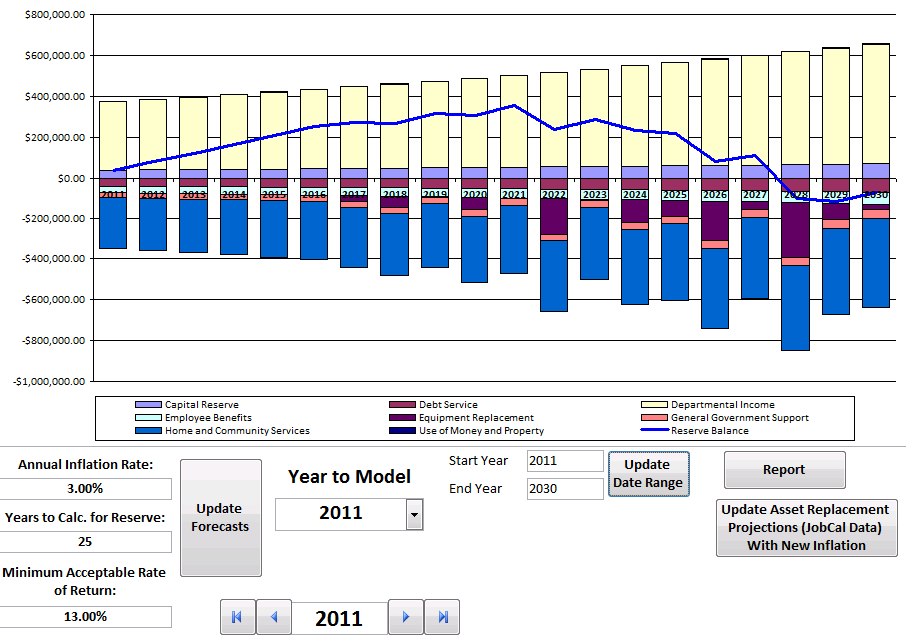 $800,000.00
$600,000.00
$400,000.00
$200,000.00
$0.00
-$200,000.00
-$400,000.00
-$600,000.00
-$800,000.00
-$1,000,000.00
2011 2012 2013 2014 2015 2016 2017 2018 2019 2020 2021 2022 2023 2024 2025 2026 2027 2028 2029 2030
Capital Reserve Debt Service Departmental Income
Employee Benefits Equipment Replacement General Government Support
Home and Community Services Use of Money and Property Reserve Balance
Annual Inflation Rate:
3.00%
Years to Calc. for Reserve:
25
Minimum Acceptable Rate
of Return:
13.00%
Update
Forecasts
Year to Model
2011
2011
Start Year 2011
End Year 2030
Update
Date Range
Report
Update Asset Replacement
Projections (JobCal Data)
With New Inflation